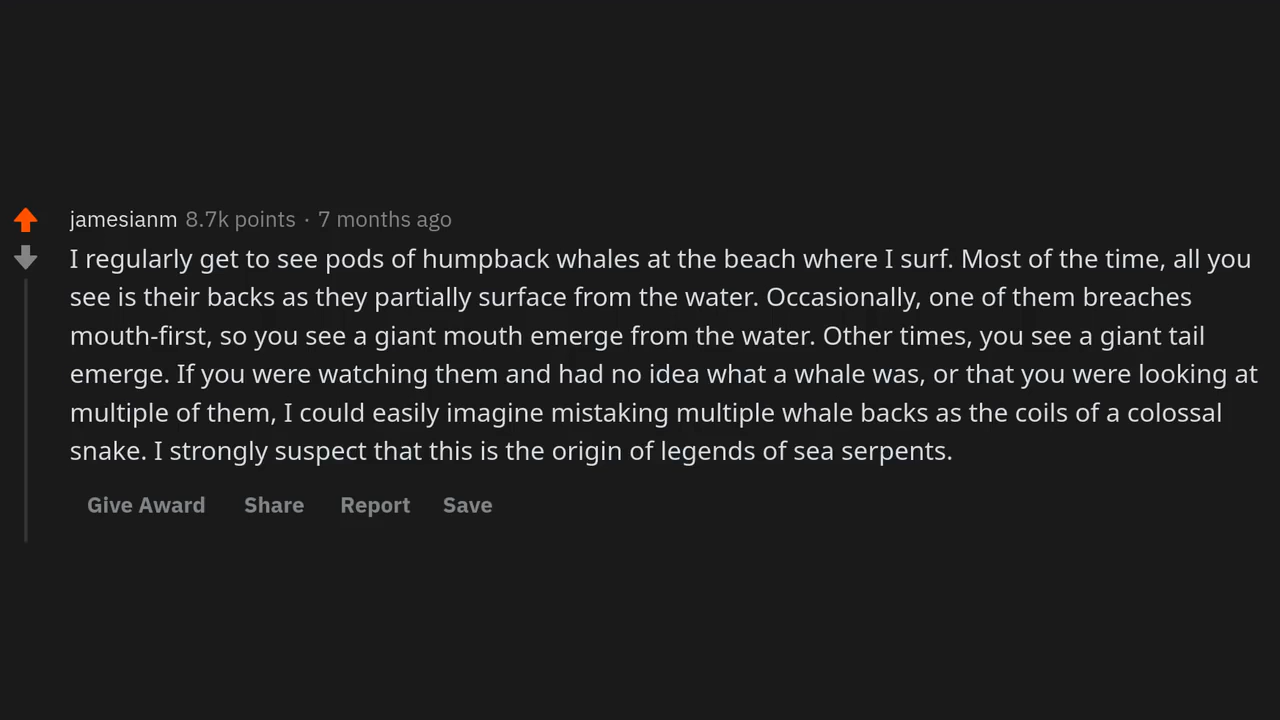 jamesianm 8.7k points · 7 months ago
I regularly get to see pods of humpback whales at the beach where I surf. Most of the time, all you
see is their backs as they partially surface from the water. Occasionally, one of them breaches
mouth-first, so you see a giant mouth emerge from the water. Other times, you see a giant tail
emerge. If you were watching them and had no idea what a whale was, or that you were looking at
multiple of them, I could easily imagine mistaking multiple whale backs as the coils of a colossal
snake. I strongly suspect that this is the origin of legends of sea serpents.
Give Award Share Report Save